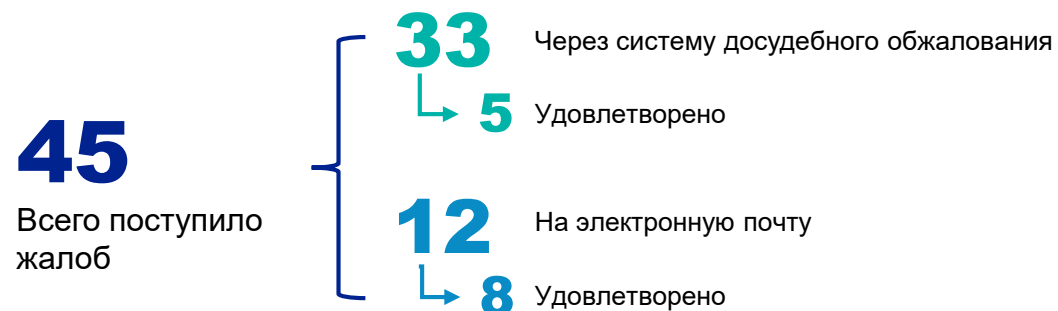 45
Всего поступило
жалоб
33
Через систему досудебного обжалования
5
Удовлетворено
12
На электронную почту
8
Удовлетворено